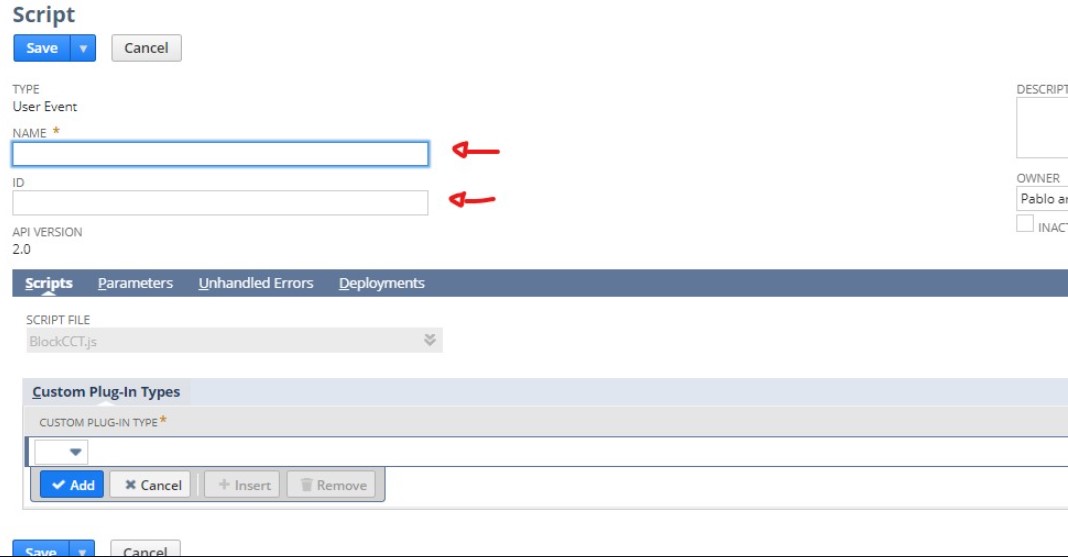 Script
Save Cancel
TYPE
User Event
NAME *
ID
API VERSION
2.0
DESCRIPT
OWNER
Pablo ar
INACT
Scripts Parameters Unhandled Errors Deployments
SCRIPT FILE
BlockCCT.js
Custom Plug-In Types
CUSTOM PLUG-IN TYPE *
Add Cancel Insert Remove
Save Cancel